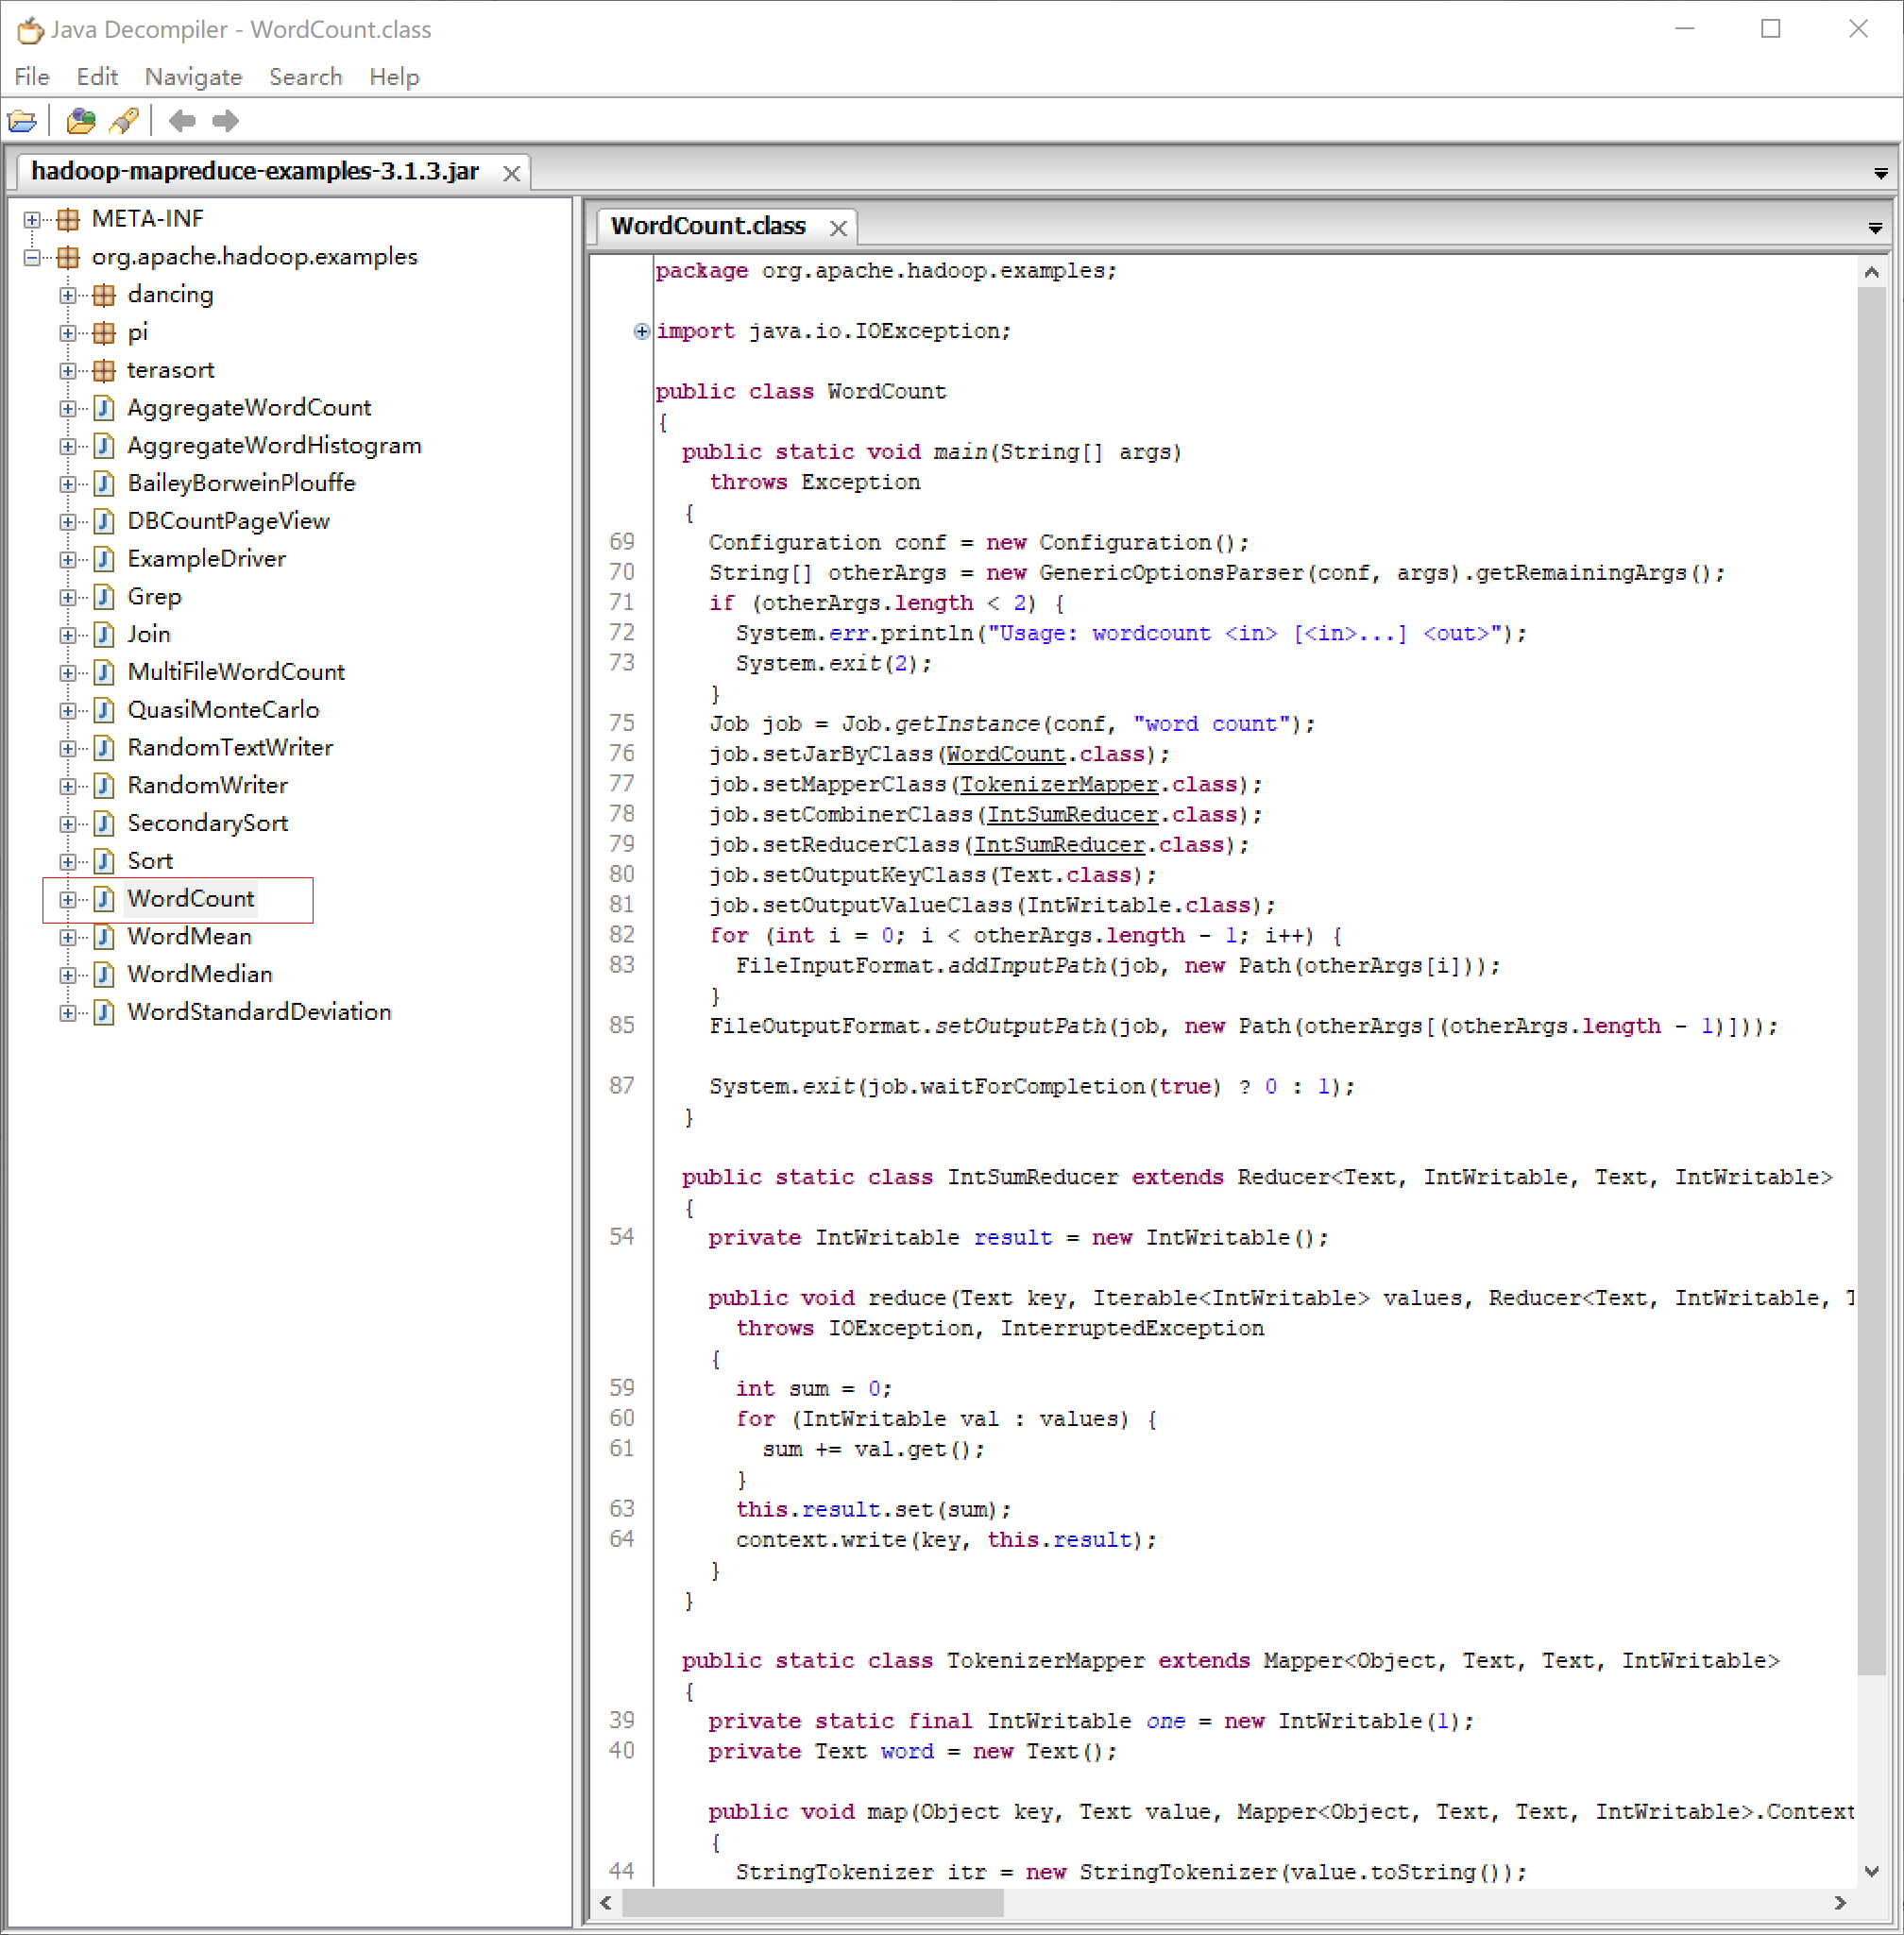 Java Decompiler - WordCount.class
File Edit Navigate Search Help
hadoop-mapreduce-examples-3.1.3.jar
META-INF
org.apache.hadoop.examples
dancing
pi
terasort
AggregateWordCount
AggregateWordHistogram
BaileyBorweinPlouffe
DBCountPageView
ExampleDriver
Grep
Join
MultiFileWordCount
QuasiMonteCarlo
RandomTextWriter
RandomWriter
SecondarySort
Sort
WordCount
WordMean
WordMedian
WordStandardDeviation
WordCount.class
package org.apache.hadoop.examples;
import java.io.IOException;
public class WordCount
{
public static void main(String[] args)
throws Exception
{
69 Configuration conf = new Configuration();
70 String[] otherArgs = new GenericOptionsParser(conf, args).getRemainingArgs();
71 if (otherArgs.length < 2) {
72 System.err.println("Usage: wordcount <in> [<in>...] <out>");
73 System.exit(2);
}
75 Job job = Job.getInstance(conf, "word count");
76 job.setJarByClass(WordCount.class);
77 job.setMapperClass(TokenizerMapper.class);
78 job.setCombinerClass(IntSumReducer.class);
79 job.setReducerClass(IntSumReducer.class);
80 job.setOutputKeyClass(Text.class);
81 job.setOutputValueClass(IntWritable.class);
82 for (int i = 0; i < otherArgs.length - 1; i++) {
83 FileInputFormat.addInputPath(job, new Path(otherArgs[i]));
}
85 FileOutputFormat.setOutputPath(job, new Path(otherArgs[(otherArgs.length - 1)]));
87 System.exit(job.waitForCompletion(true) ? 0 : 1);
}
public static class IntSumReducer extends Reducer<Text, IntWritable, Text, IntWritable>
{
54 private IntWritable result = new IntWritable();
public void reduce(Text key, Iterable<IntWritable> values, Reducer<Text, IntWritable,
throws IOException, InterruptedException
{
59 int sum = 0;
60 for (IntWritable val : values) {
61 sum += val.get();
}
63 this.result.set(sum);
64 context.write(key, this.result);
}
}
public static class TokenizerMapper extends Mapper<Object, Text, Text, IntWritable>
{
39 private static final IntWritable one = new IntWritable(1);
40 private Text word = new Text();
public void map(Object key, Text value, Mapper<Object, Text, Text, IntWritable>.Context
{
44 StringTokenizer itr = new StringTokenizer(value.toString());